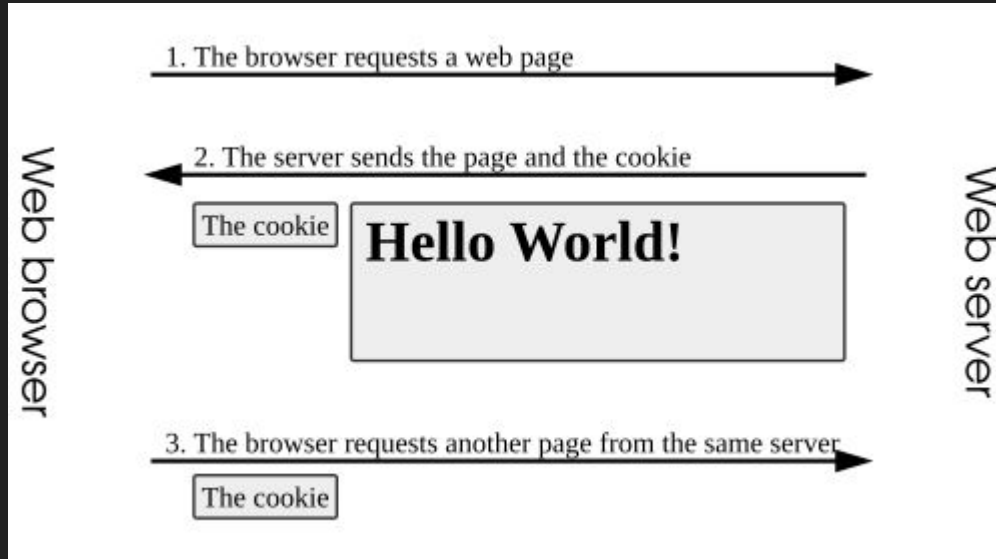 1. The browser requests a web page
2. The server sends the page and the cookie
The cookie
Hello World!
Web browser
Web server
3. The browser requests another page from the same server
The cookie